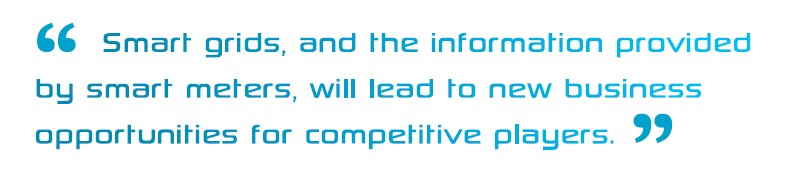 “ Smart grids, and the information provided
by smart meters, will lead to new business
opportunities for competitive players. ”